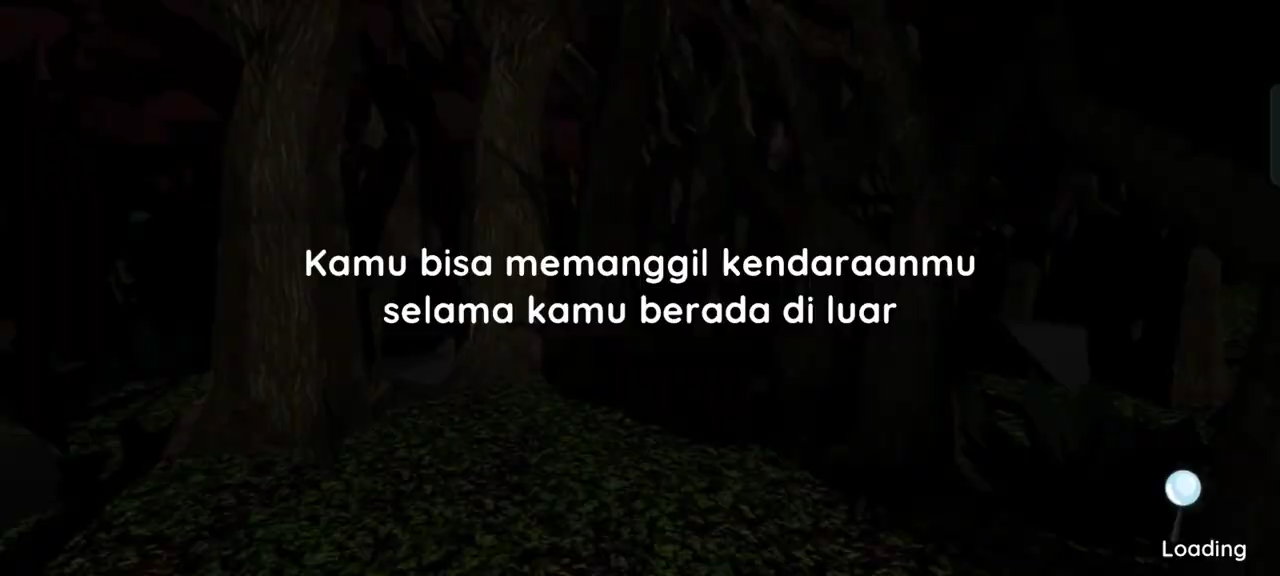 Kamu bisa memanggil kendaraanmu
selama kamu berada di luar
Loading